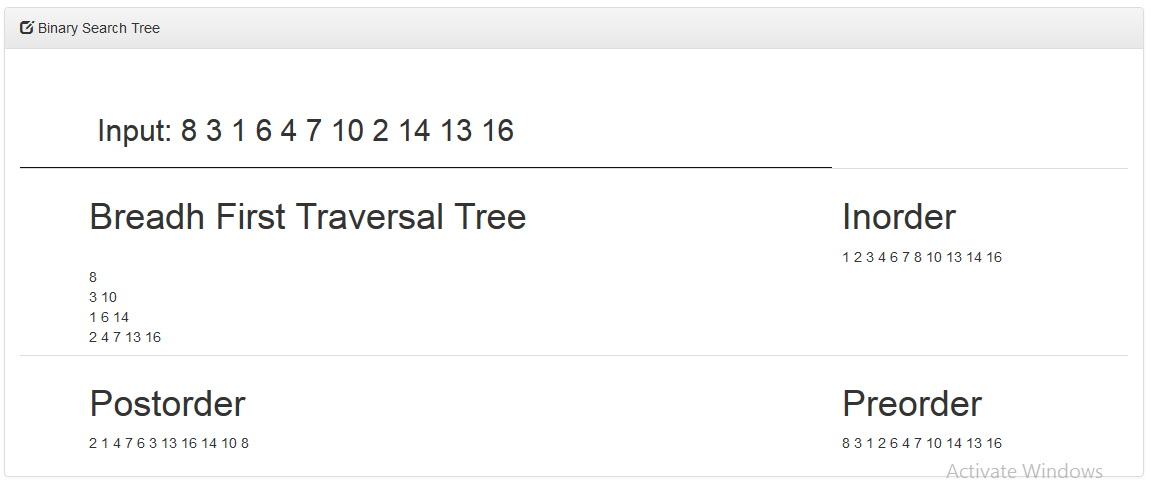 Binary Search Tree
Input: 8 3 1 6 4 7 10 2 14 13 16
Breadh First Traversal Tree
8
3 10
1 6 14
2 4 7 13 16
Inorder
1 2 3 4 6 7 8 10 13 14 16
Postorder
2 1 4 7 6 3 13 16 14 10 8
Preorder
8 3 1 2 6 4 7 10 14 13 16
Activate Windows